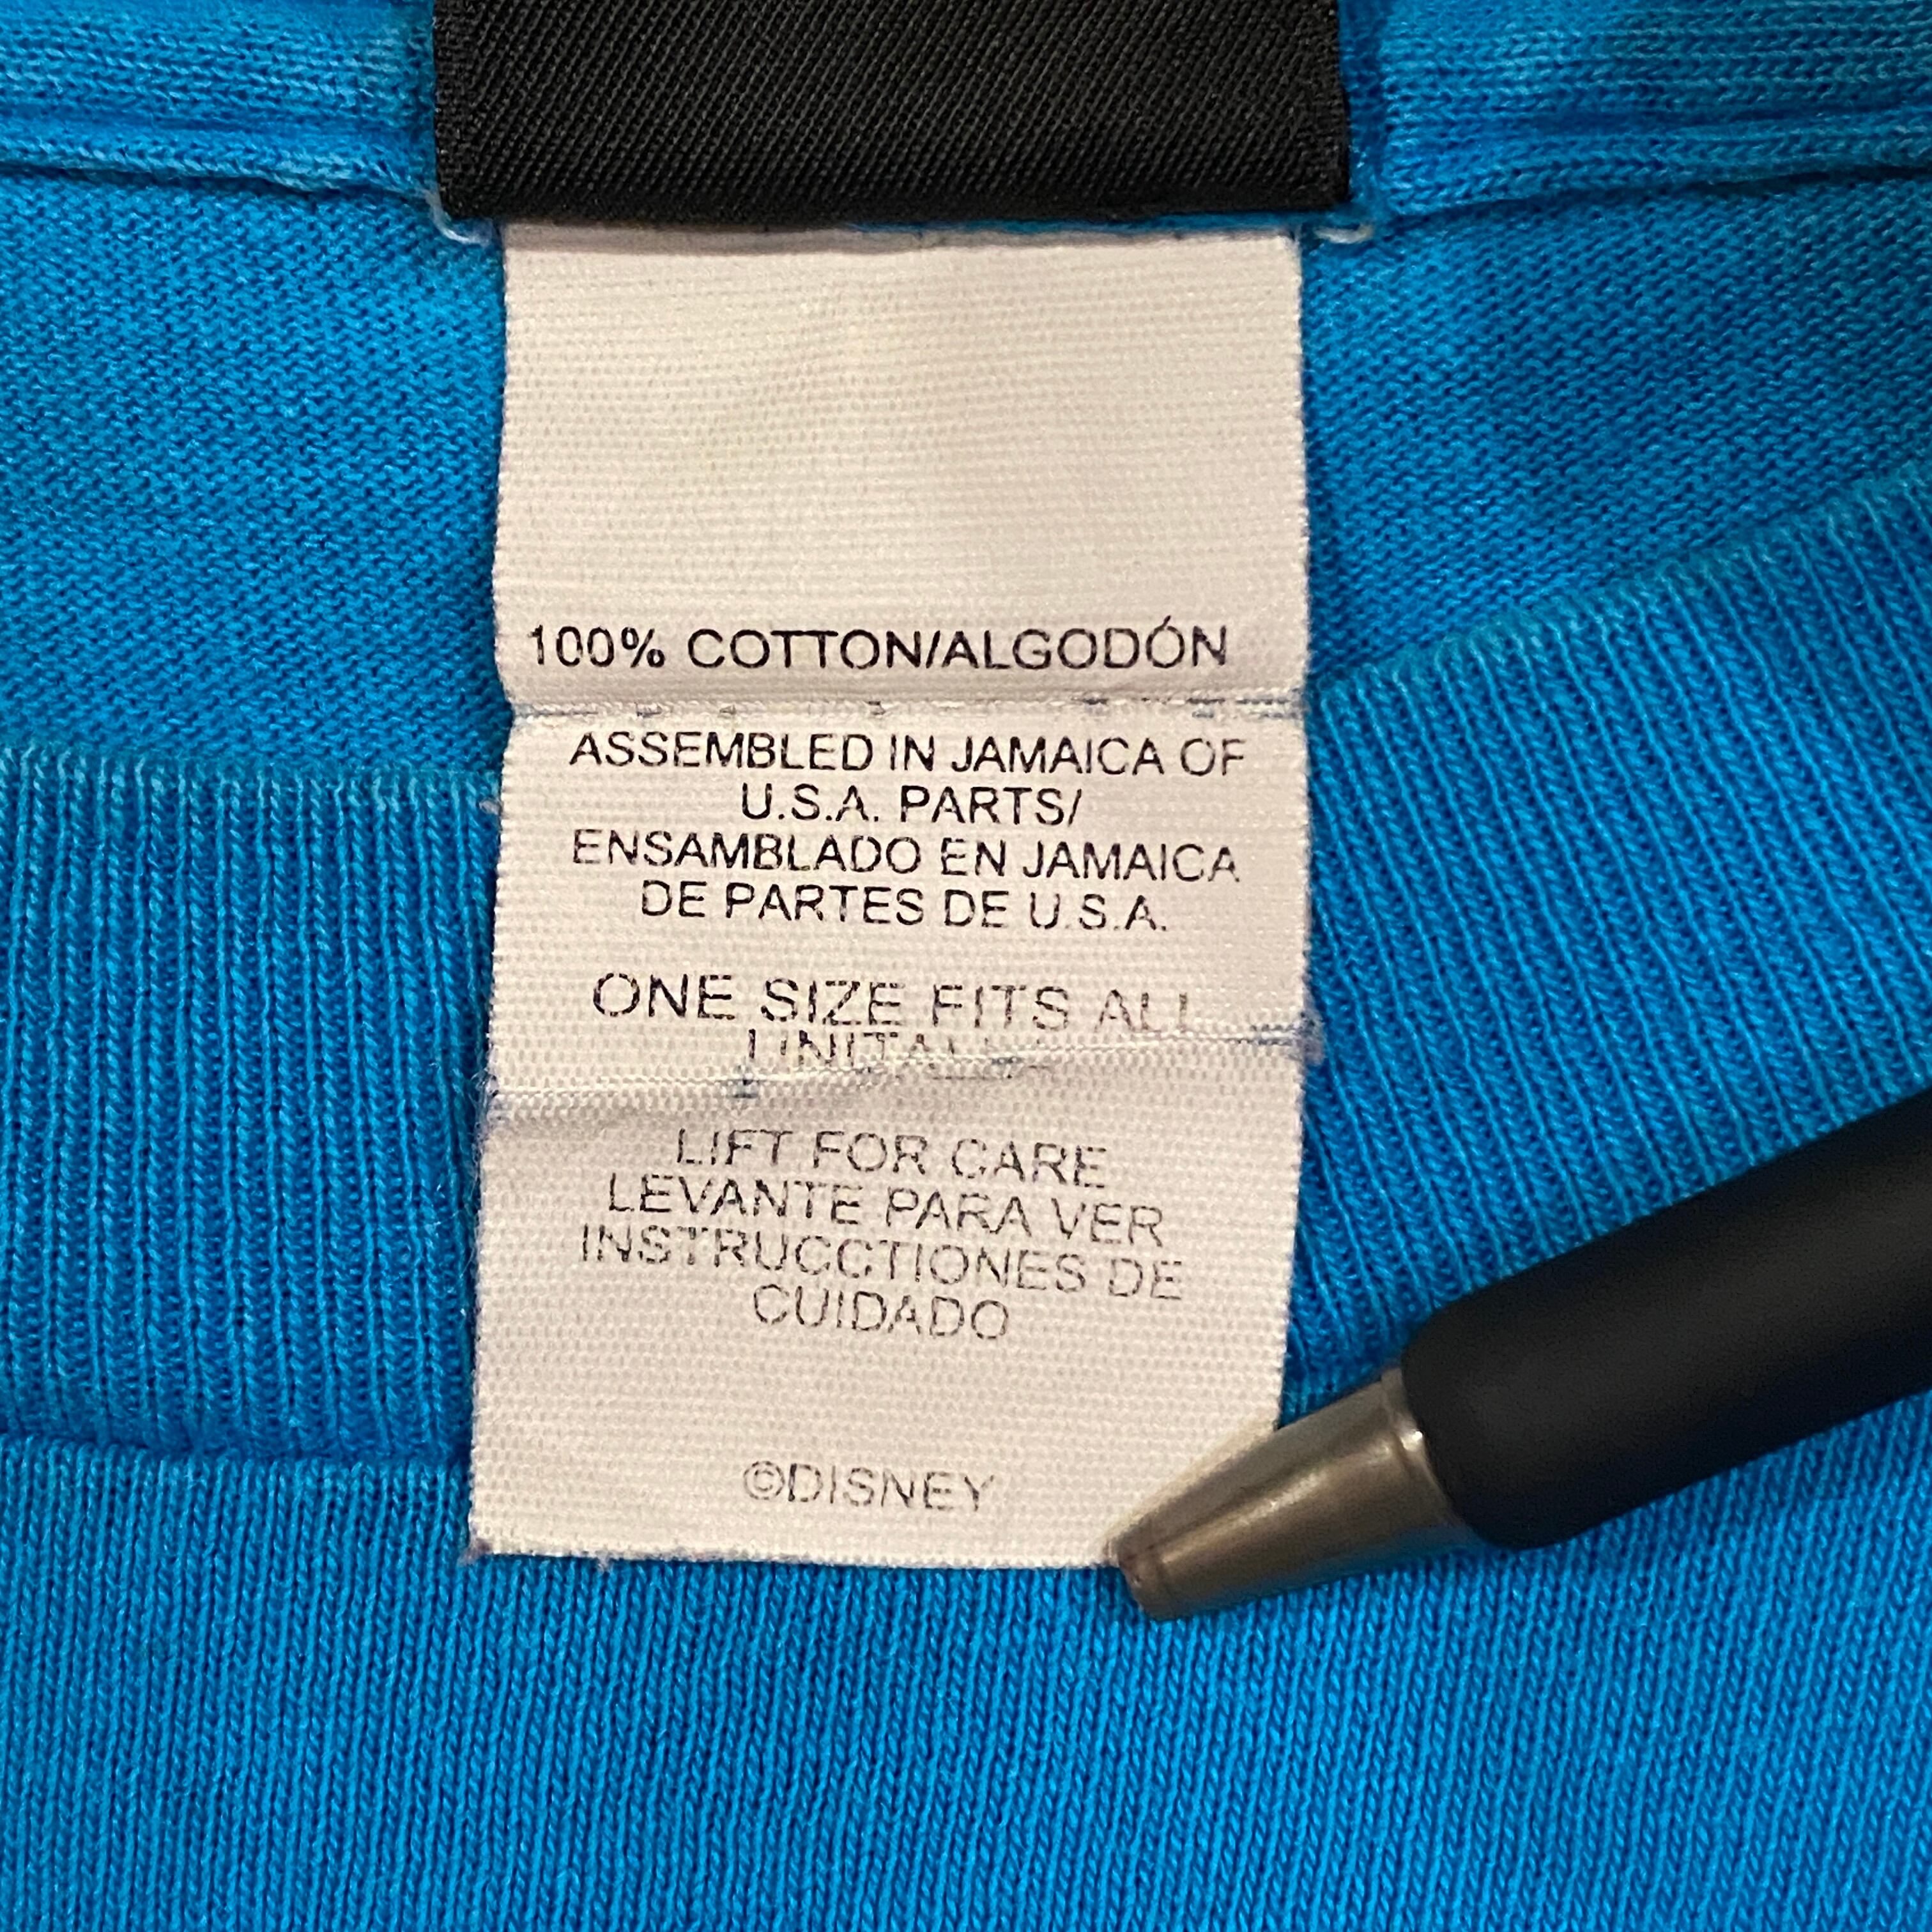 100% COTTON/ALGODÓN
ASSEMBLED IN JAMAICA OF
U.S.A. PARTS/
ENSAMBLADO EN JAMAICA
DE PARTES DE U.S.A.
ONE SIZE FITS ALL
LIFT FOR CARE
LEVANTE PARA VER
INSTRUCCTIONES DE
CUIDADO
©DISNEY